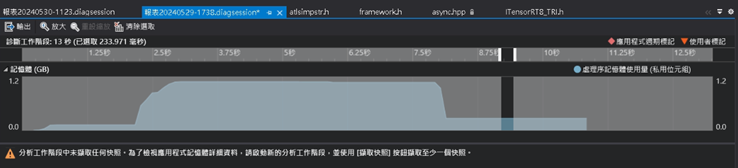 報表20240530-1123.diagsession
報表20240529-1738.diagsession*
atlsimpstr.h
framework.h
async.hpp
ITensorRT8_TRI.h
輸出
放大
重設縮放
清除選取
診斷工作階段: 13 秒 (已選取 233.971 毫秒)
應用程式週期標記
使用者標記
1.25秒 2.5秒 3.75秒 5秒 6.25秒 7.5秒 8.75秒 10秒 11.25秒 12.5秒
記憶體 (GB)
處理序記憶體使用量 (私用位元組)
1.2 1.2
0.0 0.0
分析工作階段中未擷取任何快照。為了檢視應用程式記憶體詳細資料，請啟動新的分析工作階段，並使用 [擷取快照] 按鈕擷取至少一個快照。